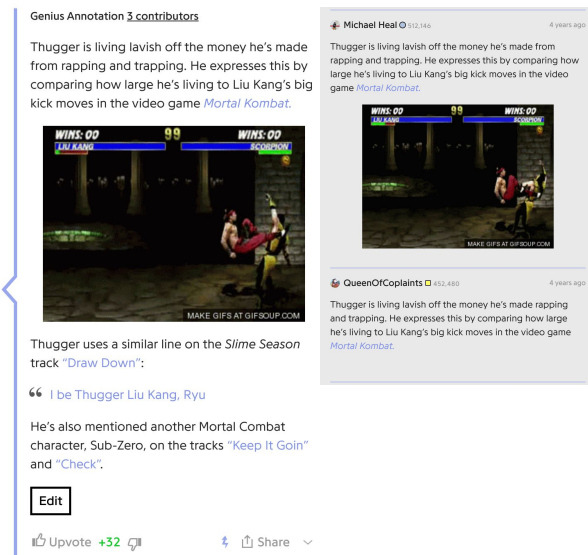 Genius Annotation 3 contributors
Thugger is living lavish off the money he's made
from rapping and trapping. He expresses this by
comparing how large he's living to Liu Kang's big
kick moves in the video game Mortal Kombat.
WINS: 00 99 WINS: 00
LIU KANG SCORPION
MAKE GIFS AT GIFSOUP.COM
Thugger uses a similar line on the Slime Season
track “Draw Down”:
“ I be Thugger Liu Kang, Ryu
He's also mentioned another Mortal Combat
character, Sub-Zero, on the tracks “Keep It Goin”
and “Check”.
Edit
Upvote +32 Share
Michael Heal 512,146 4 years ago
Thugger is living lavish off the money he's made from
rapping and trapping. He expresses this by comparing how
large he's living to Liu Kang's big kick moves in the video
game Mortal Kombat.
WINS: 00 99 WINS: 00
LIU KANG SCORPION
MAKE GIFS AT GIFSOUP.COM
QueenOfCoplaints 452,480 4 years ago
Thugger is living lavish off the money he's made rapping
and trapping. He expresses this by comparing how large
he's living to Liu Kang's big kick moves in the video game
Mortal Kombat.